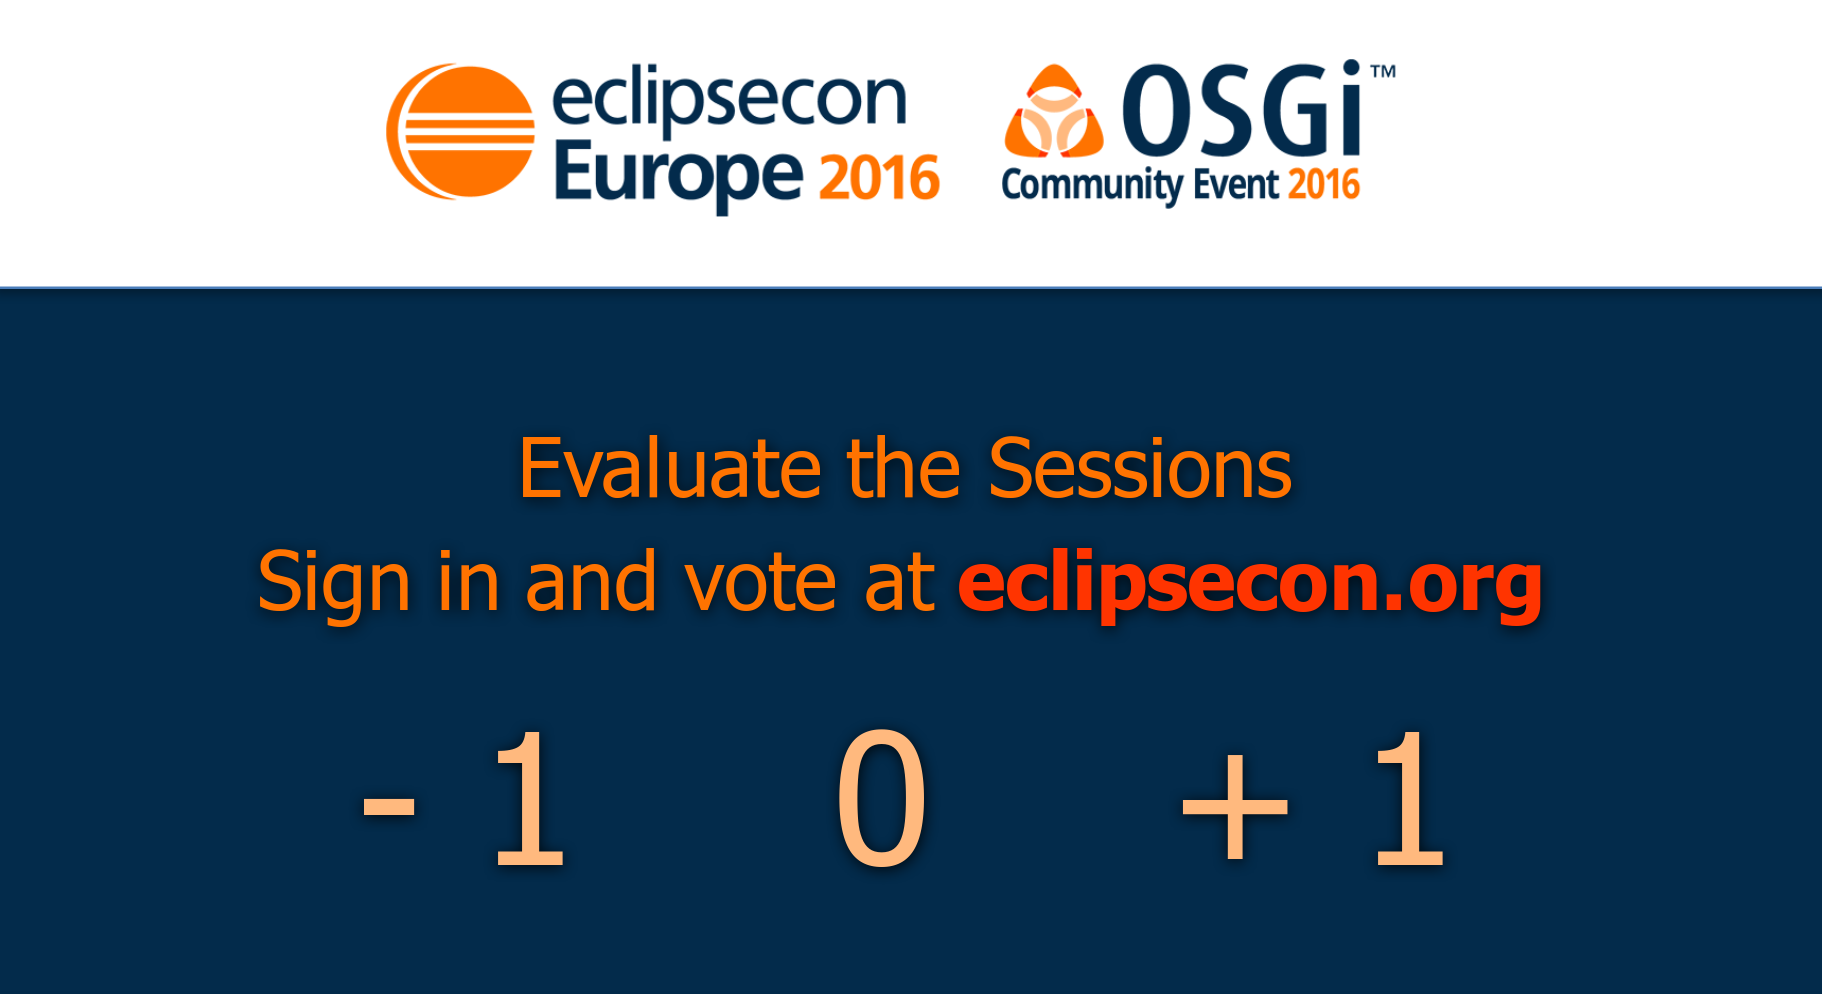 eclipsecon
Europe 2016
OSGi™
Community Event 2016
Evaluate the Sessions
Sign in and vote at eclipsecon.org
- 1 0 + 1